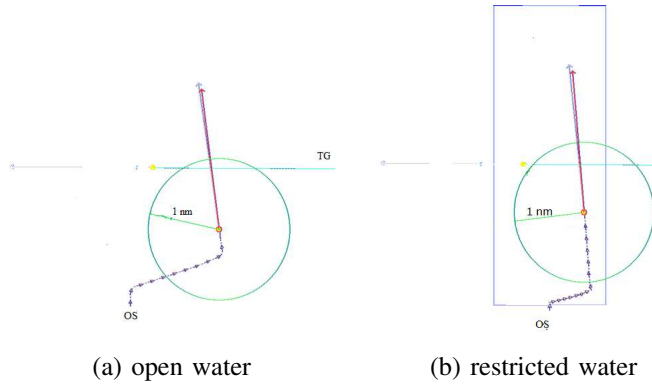 TG
1 nm
1 nm
OS
OS
(a) open water
(b) restricted water